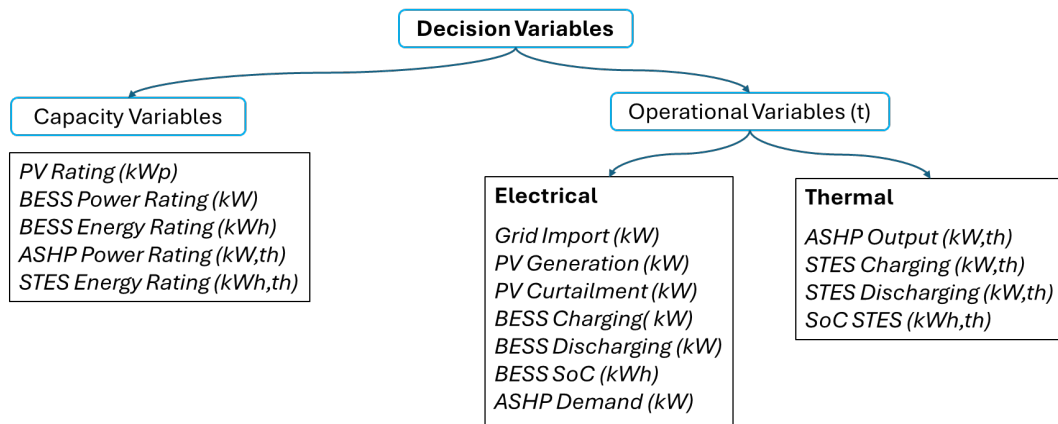 Decision Variables
Capacity Variables
PV Rating (kWp)
BESS Power Rating (kW)
BESS Energy Rating (kWh)
ASHP Power Rating (kW,th)
STES Energy Rating (kWh,th)
Operational Variables (t)
Electrical
Grid Import (kW)
PV Generation (kW)
PV Curtailment (kW)
BESS Charging( kW)
BESS Discharging (kW)
BESS SoC (kWh)
ASHP Demand (kW)
Thermal
ASHP Output (kW,th)
STES Charging (kW,th)
STES Discharging (kW,th)
SoC STES (kWh,th)